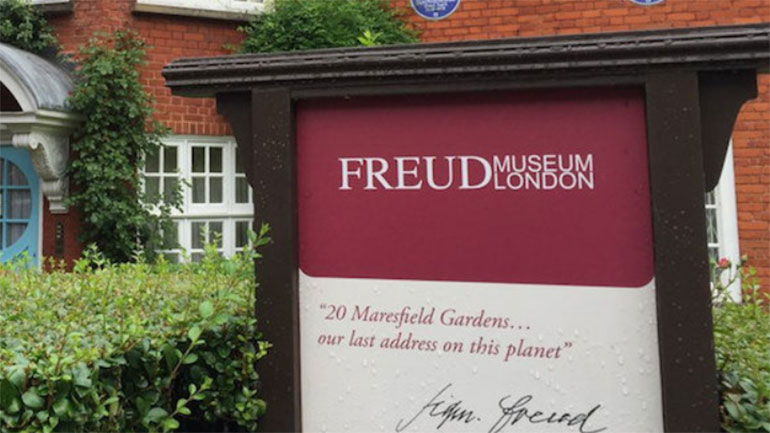 FREUD MUSEUM
LONDON
“20 Maresfield Gardens...
our last address on this planet”
Sigm. Freud